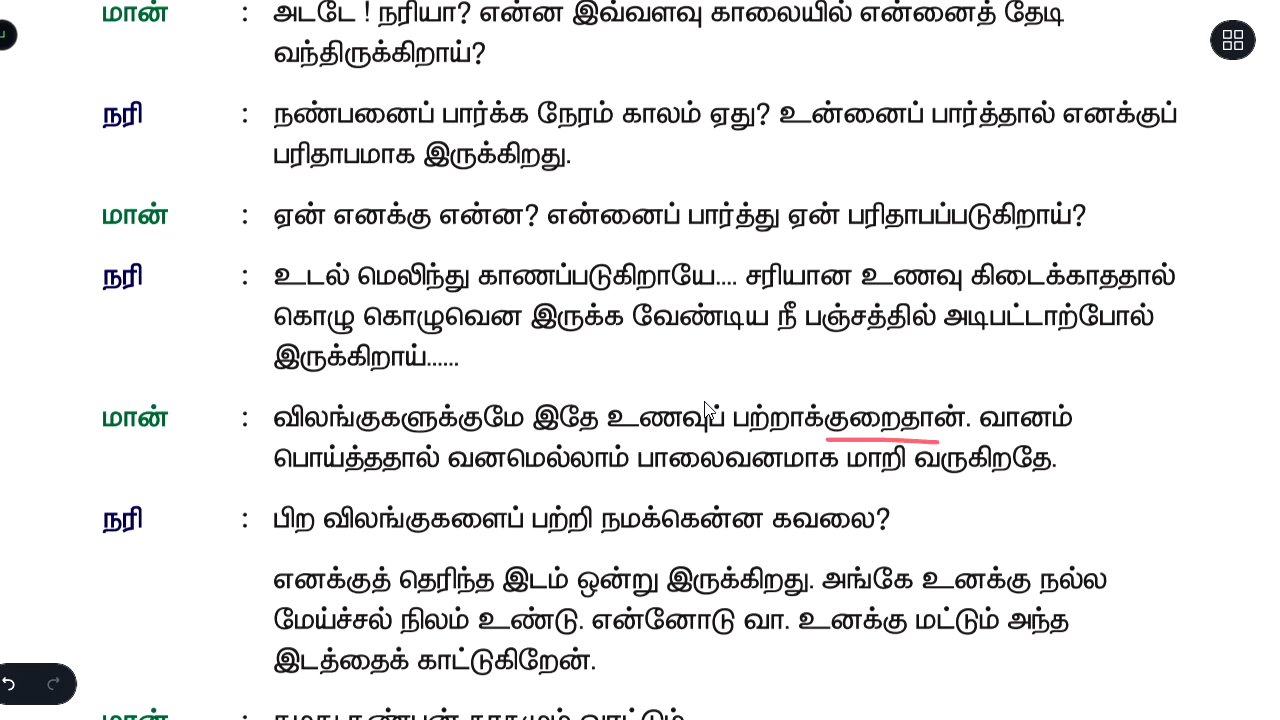 மான் : அடடே ! நரியா? என்ன இவ்வளவு காலையில் என்னைத் தேடி
வந்திருக்கிறாய்?
நரி : நண்பனைப் பார்க்க நேரம் காலம் ஏது? உன்னைப் பார்த்தால் எனக்குப்
பரிதாபமாக இருக்கிறது.
மான் : ஏன் எனக்கு என்ன? என்னைப் பார்த்து ஏன் பரிதாபப்படுகிறாய்?
நரி : உடல் மெலிந்து காணப்படுகிறாயே.... சரியான உணவு கிடைக்காததால்
கொழு கொழுவென இருக்க வேண்டிய நீ பஞ்சத்தில் அடிபட்டாற்போல்
இருக்கிறாய்......
மான் : விலங்குகளுக்குமே இதே உணவுப் பற்றாக்குறைதான். வானம்
பொய்த்ததால் வனமெல்லாம் பாலைவனமாக மாறி வருகிறதே.
நரி : பிற விலங்குகளைப் பற்றி நமக்கென்ன கவலை?
எனக்குத் தெரிந்த இடம் ஒன்று இருக்கிறது. அங்கே உனக்கு நல்ல
மேய்ச்சல் நிலம் உண்டு. என்னோடு வா. உனக்கு மட்டும் அந்த
இடத்தைக் காட்டுகிறேன்.
மான் :